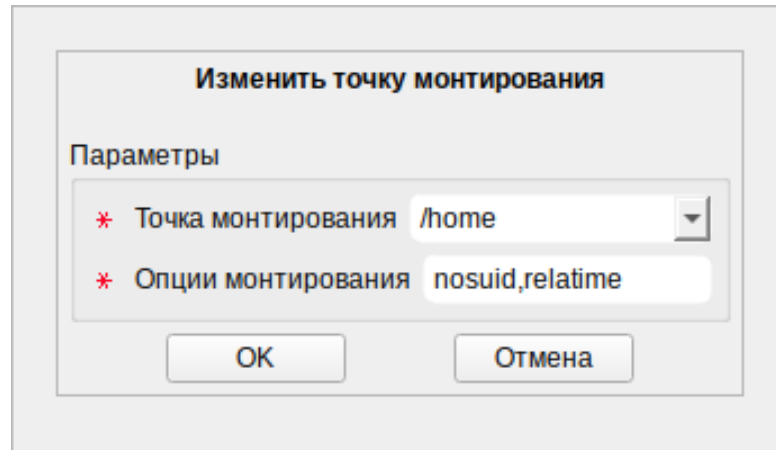 Изменить точку монтирования
Параметры
* Точка монтирования /home
* Опции монтирования nosuid,relatime
OK Отмена